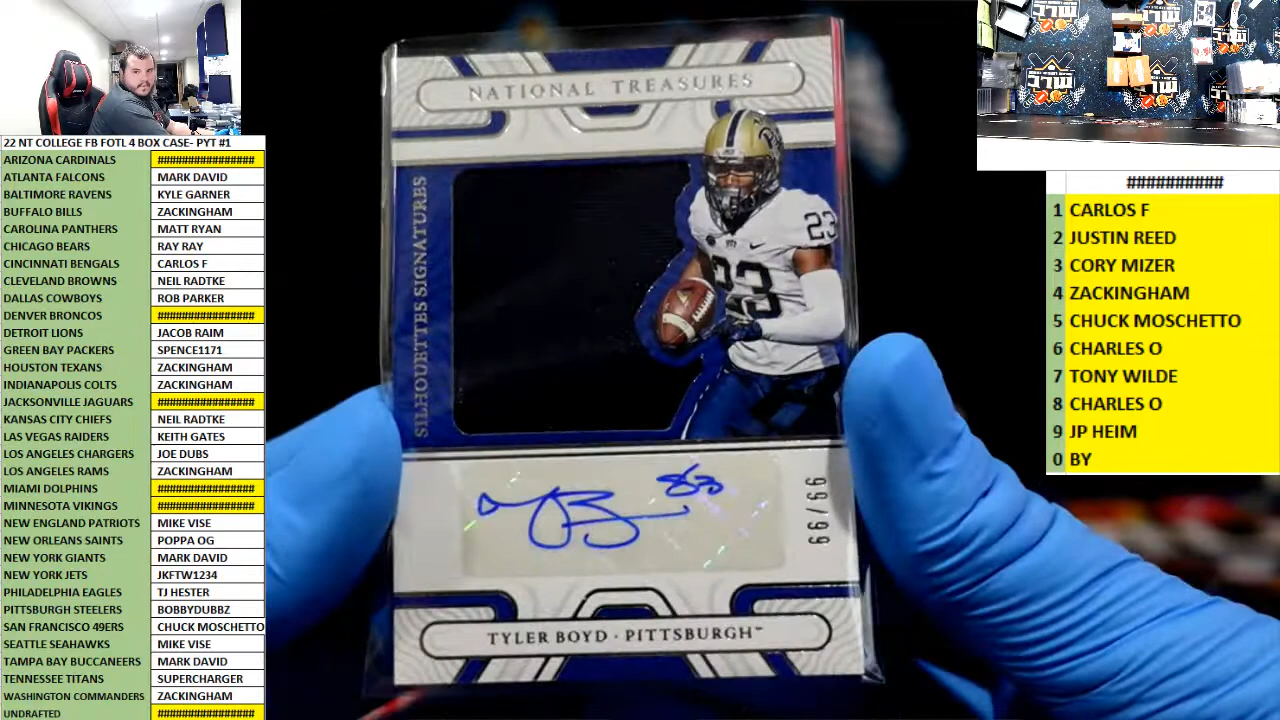 22 NT COLLEGE FB FOTL 4 BOX CASE- PYT #1
ARIZONA CARDINALS ################
ATLANTA FALCONS MARK DAVID
BALTIMORE RAVENS KYLE GARNER
BUFFALO BILLS ZACKINGHAM
CAROLINA PANTHERS MATT RYAN
CHICAGO BEARS RAY RAY
CINCINNATI BENGALS CARLOS F
CLEVELAND BROWNS NEIL RADTKE
DALLAS COWBOYS ROB PARKER
DENVER BRONCOS ################
DETROIT LIONS JACOB RAIM
GREEN BAY PACKERS SPENCE1171
HOUSTON TEXANS ZACKINGHAM
INDIANAPOLIS COLTS ZACKINGHAM
JACKSONVILLE JAGUARS ################
KANSAS CITY CHIEFS NEIL RADTKE
LAS VEGAS RAIDERS KEITH GATES
LOS ANGELES CHARGERS JOE DUBS
LOS ANGELES RAMS ZACKINGHAM
MIAMI DOLPHINS ################
MINNESOTA VIKINGS ################
NEW ENGLAND PATRIOTS MIKE VISE
NEW ORLEANS SAINTS POPPA OG
NEW YORK GIANTS MARK DAVID
NEW YORK JETS JKFTW1234
PHILADELPHIA EAGLES TJ HESTER
PITTSBURGH STEELERS BOBBYDUBBZ
SAN FRANCISCO 49ERS CHUCK MOSCHETTO
SEATTLE SEAHAWKS MIKE VISE
TAMPA BAY BUCCANEERS MARK DAVID
TENNESSEE TITANS SUPERCHARGER
WASHINGTON COMMANDERS ZACKINGHAM
UNDRAFTED ################
NATIONAL TREASURES
SILHOUETTES SIGNATURES
23
23
83
99/99
TYLER BOYD · PITTSBURGH™
##########
1 CARLOS F
2 JUSTIN REED
3 CORY MIZER
4 ZACKINGHAM
5 CHUCK MOSCHETTO
6 CHARLES O
7 TONY WILDE
8 CHARLES O
9 JP HEIM
0 BY